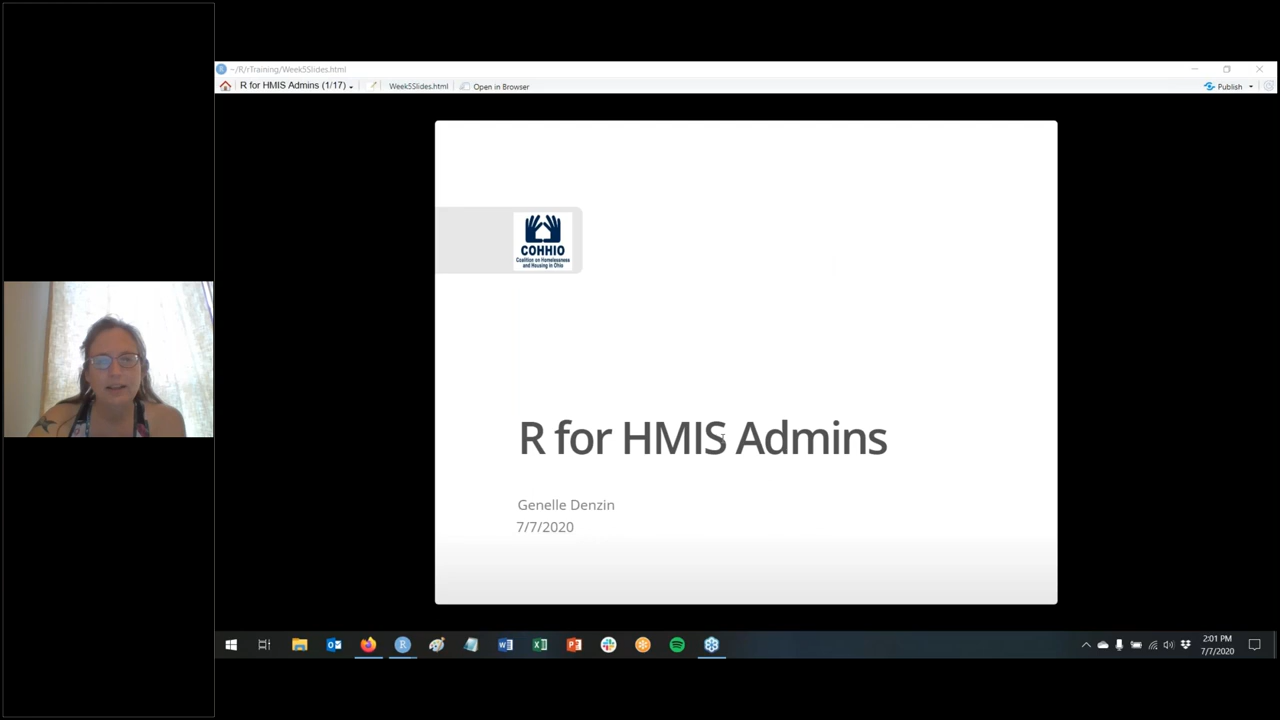 ~/R/rTraining/Week5Slides.html
R for HMIS Admins (1/17)
Week5Slides.html
Open in Browser
Publish
COHHIO
Coalition on Homelessness
and Housing in Ohio
R for HMIS Admins
Genelle Denzin
7/7/2020
2:01 PM
7/7/2020